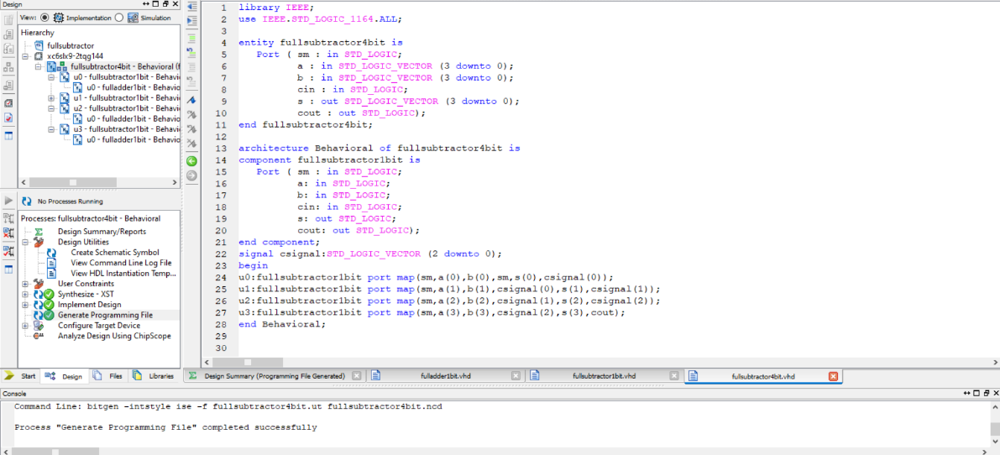 Design
View: Implementation Simulation
Hierarchy
fullsubtractor
xc6slx9-2tqg144
fullsubtractor4bit - Behavioral (f
u0 - fullsubtractor1bit - Behavi
u0 - fulladder1bit - Behavio
u1 - fullsubtractor1bit - Behavi
u2 - fullsubtractor1bit - Behavi
u0 - fulladder1bit - Behavio
u3 - fullsubtractor1bit - Behavi
u0 - fulladder1bit - Behavio
No Processes Running
Processes: fullsubtractor4bit - Behavioral
Design Summary/Reports
Design Utilities
Create Schematic Symbol
View Command Line Log File
View HDL Instantiation Temp...
User Constraints
Synthesize - XST
Implement Design
Generate Programming File
Configure Target Device
Analyze Design Using ChipScope
Start Design Files Libraries
1 library IEEE;
2 use IEEE.STD_LOGIC_1164.ALL;
3
4 entity fullsubtractor4bit is
5 Port ( sm : in STD_LOGIC;
6 a : in STD_LOGIC_VECTOR (3 downto 0);
7 b : in STD_LOGIC_VECTOR (3 downto 0);
8 cin : in STD_LOGIC;
9 s : out STD_LOGIC_VECTOR (3 downto 0);
10 cout : out STD_LOGIC);
11 end fullsubtractor4bit;
12
13 architecture Behavioral of fullsubtractor4bit is
14 component fullsubtractor1bit is
15 Port ( sm : in STD_LOGIC;
16 a: in STD_LOGIC;
17 b: in STD_LOGIC;
18 cin: in STD_LOGIC;
19 s: out STD_LOGIC;
20 cout: out STD_LOGIC);
21 end component;
22 signal csignal:STD_LOGIC_VECTOR (2 downto 0);
23 begin
24 u0:fullsubtractor1bit port map(sm,a(0),b(0),sm,s(0),csignal(0));
25 u1:fullsubtractor1bit port map(sm,a(1),b(1),csignal(0),s(1),csignal(1));
26 u2:fullsubtractor1bit port map(sm,a(2),b(2),csignal(1),s(2),csignal(2));
27 u3:fullsubtractor1bit port map(sm,a(3),b(3),csignal(2),s(3),cout);
28 end Behavioral;
29
30
Design Summary (Programming File Generated) fulladder1bit.vhd fullsubtractor1bit.vhd fullsubtractor4bit.vhd
Console
Command Line: bitgen -intstyle ise -f fullsubtractor4bit.ut fullsubtractor4bit.ncd
Process "Generate Programming File" completed successfully